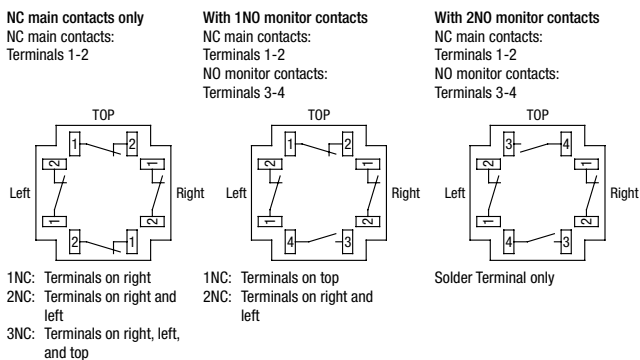 NC main contacts only
NC main contacts:
Terminals 1-2
TOP
1
2
2
1
Left
Right
1
2
2
1
1NC: Terminals on right
2NC: Terminals on right and
left
3NC: Terminals on right, left,
and top
With 1NO monitor contacts
NC main contacts:
Terminals 1-2
NO monitor contacts:
Terminals 3-4
TOP
1
2
2
1
Left
Right
1
2
4
3
1NC: Terminals on top
2NC: Terminals on right and
left
With 2NO monitor contacts
NC main contacts:
Terminals 1-2
NO monitor contacts:
Terminals 3-4
TOP
3
4
2
1
Left
Right
1
2
4
3
Solder Terminal only